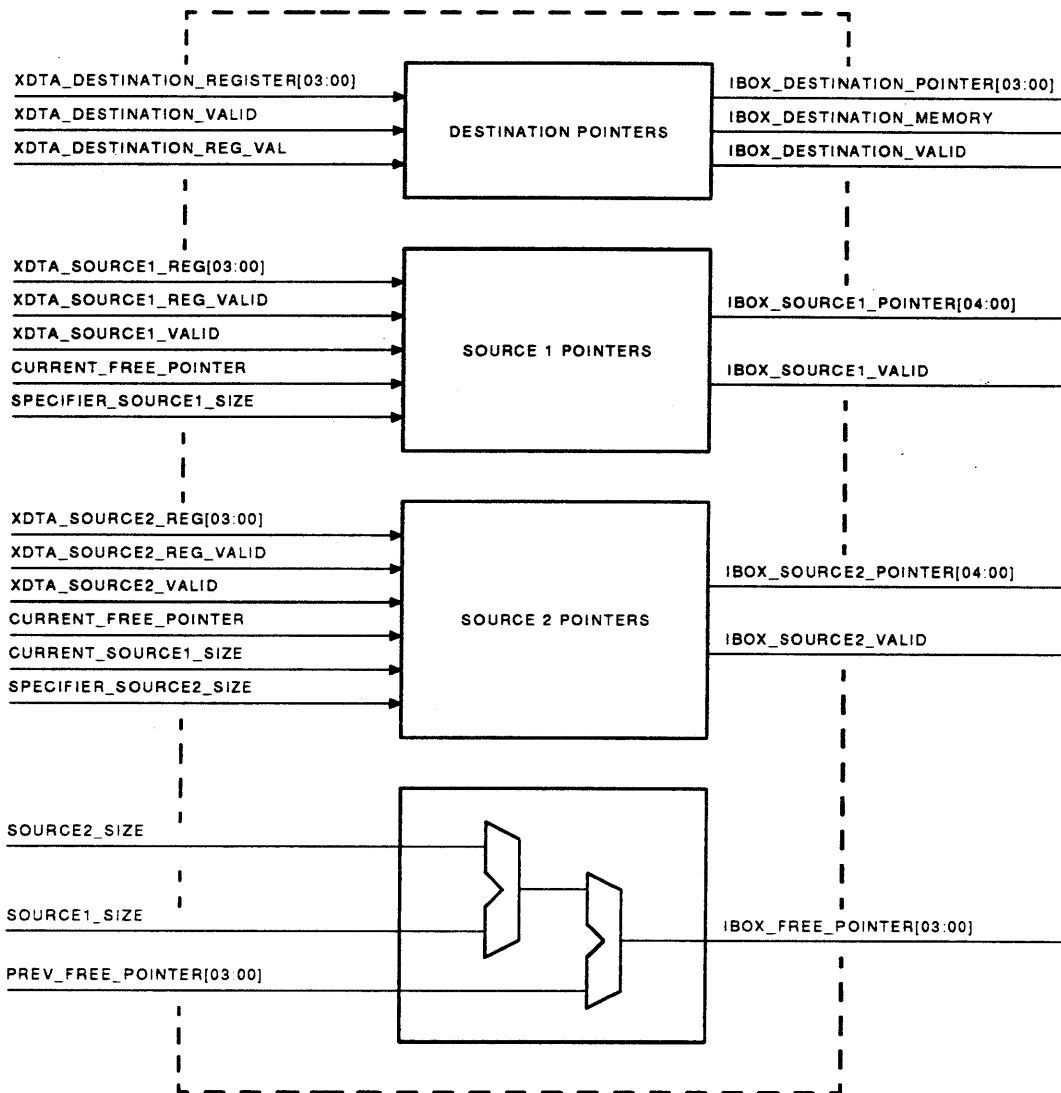 XDTA_DESTINATION_REGISTER[03:00]
XDTA_DESTINATION_VALID
XDTA_DESTINATION_REG_VAL
DESTINATION POINTERS
IBOX_DESTINATION_POINTER[03:00]
IBOX_DESTINATION_MEMORY
IBOX_DESTINATION_VALID
XDTA_SOURCE1_REG[03:00]
XDTA_SOURCE1_REG_VALID
XDTA_SOURCE1_VALID
CURRENT_FREE_POINTER
SPECIFIER_SOURCE1_SIZE
SOURCE 1 POINTERS
IBOX_SOURCE1_POINTER[04:00]
IBOX_SOURCE1_VALID
XDTA_SOURCE2_REG[03:00]
XDTA_SOURCE2_REG_VALID
XDTA_SOURCE2_VALID
CURRENT_FREE_POINTER
CURRENT_SOURCE1_SIZE
SPECIFIER_SOURCE2_SIZE
SOURCE 2 POINTERS
IBOX_SOURCE2_POINTER[04:00]
IBOX_SOURCE2_VALID
SOURCE2_SIZE
SOURCE1_SIZE
PREV_FREE_POINTER[03:00]
IBOX_FREE_POINTER[03:00]